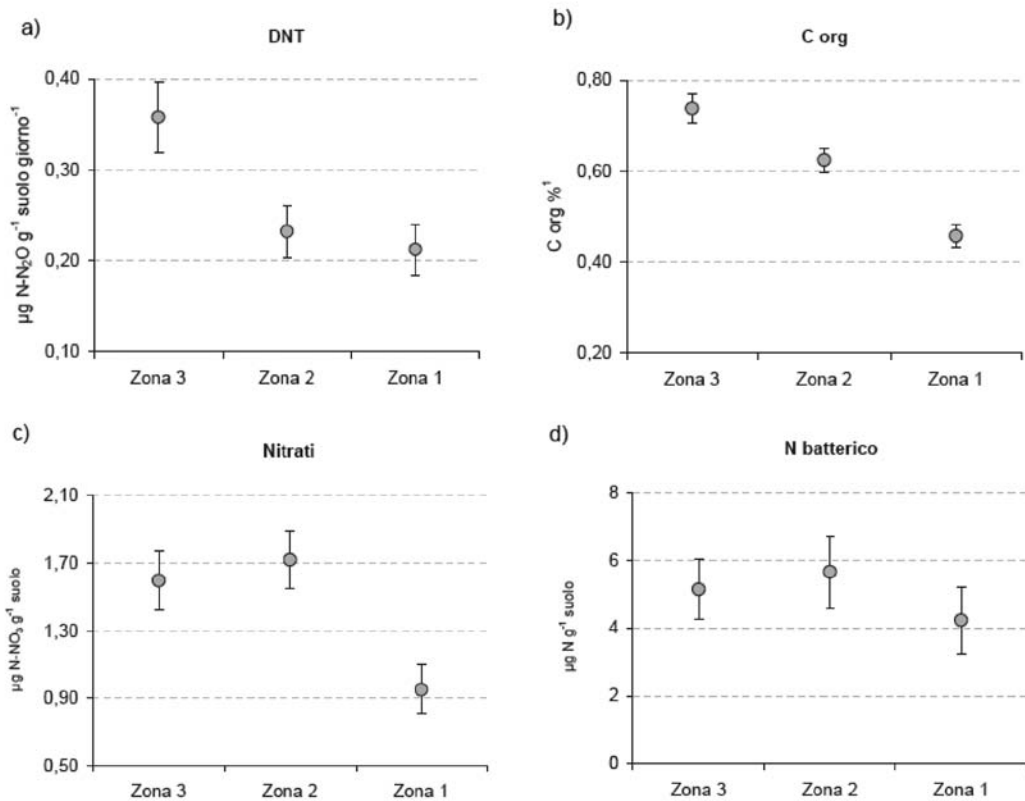 a)
DNT
µg N-N₂O g⁻¹ suolo giorno⁻¹
0,40
0,30
0,20
0,10
Zona 3 Zona 2 Zona 1
b)
C org
C org %¹
0,80
0,60
0,40
0,20
Zona 3 Zona 2 Zona 1
c)
Nitrati
µg N-NO₃ g⁻¹ suolo
2,10
1,70
1,30
0,90
0,50
Zona 3 Zona 2 Zona 1
d)
N batterico
µg N g⁻¹ suolo
8
6
4
2
0
Zona 3 Zona 2 Zona 1